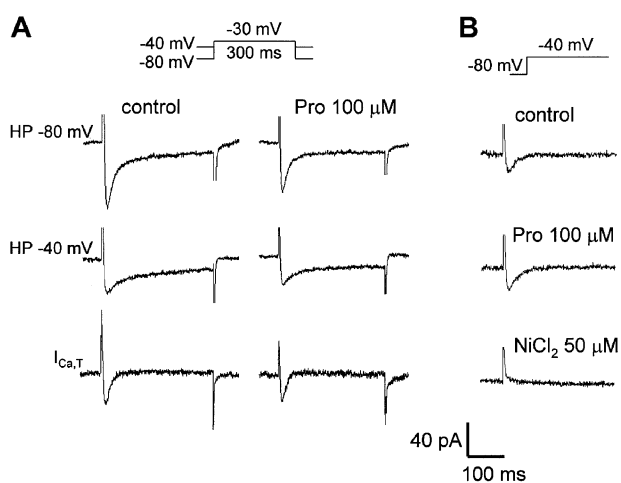 A
-30 mV
-40 mV
300 ms
-80 mV
control
Pro 100 μM
HP -80 mV
HP -40 mV
I_Ca,T
B
-40 mV
-80 mV
control
Pro 100 μM
NiCl₂ 50 μM
40 pA
100 ms